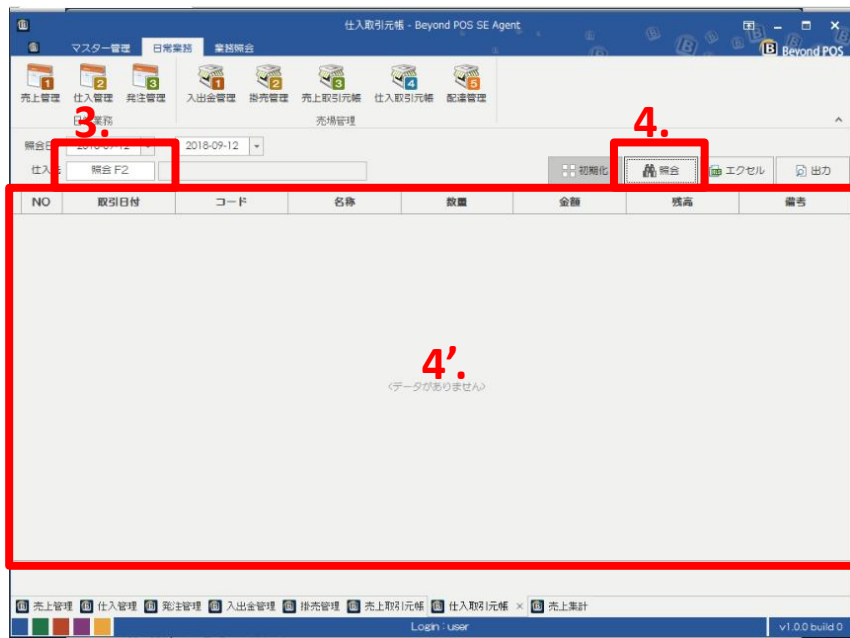 仕入取引元帳 - Beyond POS SE Agent
マスター管理 日常業務 業務照会
Beyond POS
売上管理 仕入管理 発注管理 入出金管理 掛売管理 売上取引元帳 仕入取引元帳 配達管理
売場管理
3.
4.
2018-09-12
照会 F2
初期化 照会 エクセル 出力
NO 取引日付 コード 名称 数量 金額 残高 備考
4’.
<データがありません>
売上管理 仕入管理 発注管理 入出金管理 掛売管理 売上取引元帳 仕入取引元帳 × 売上集計
Login : user
v1.0.0 build 0